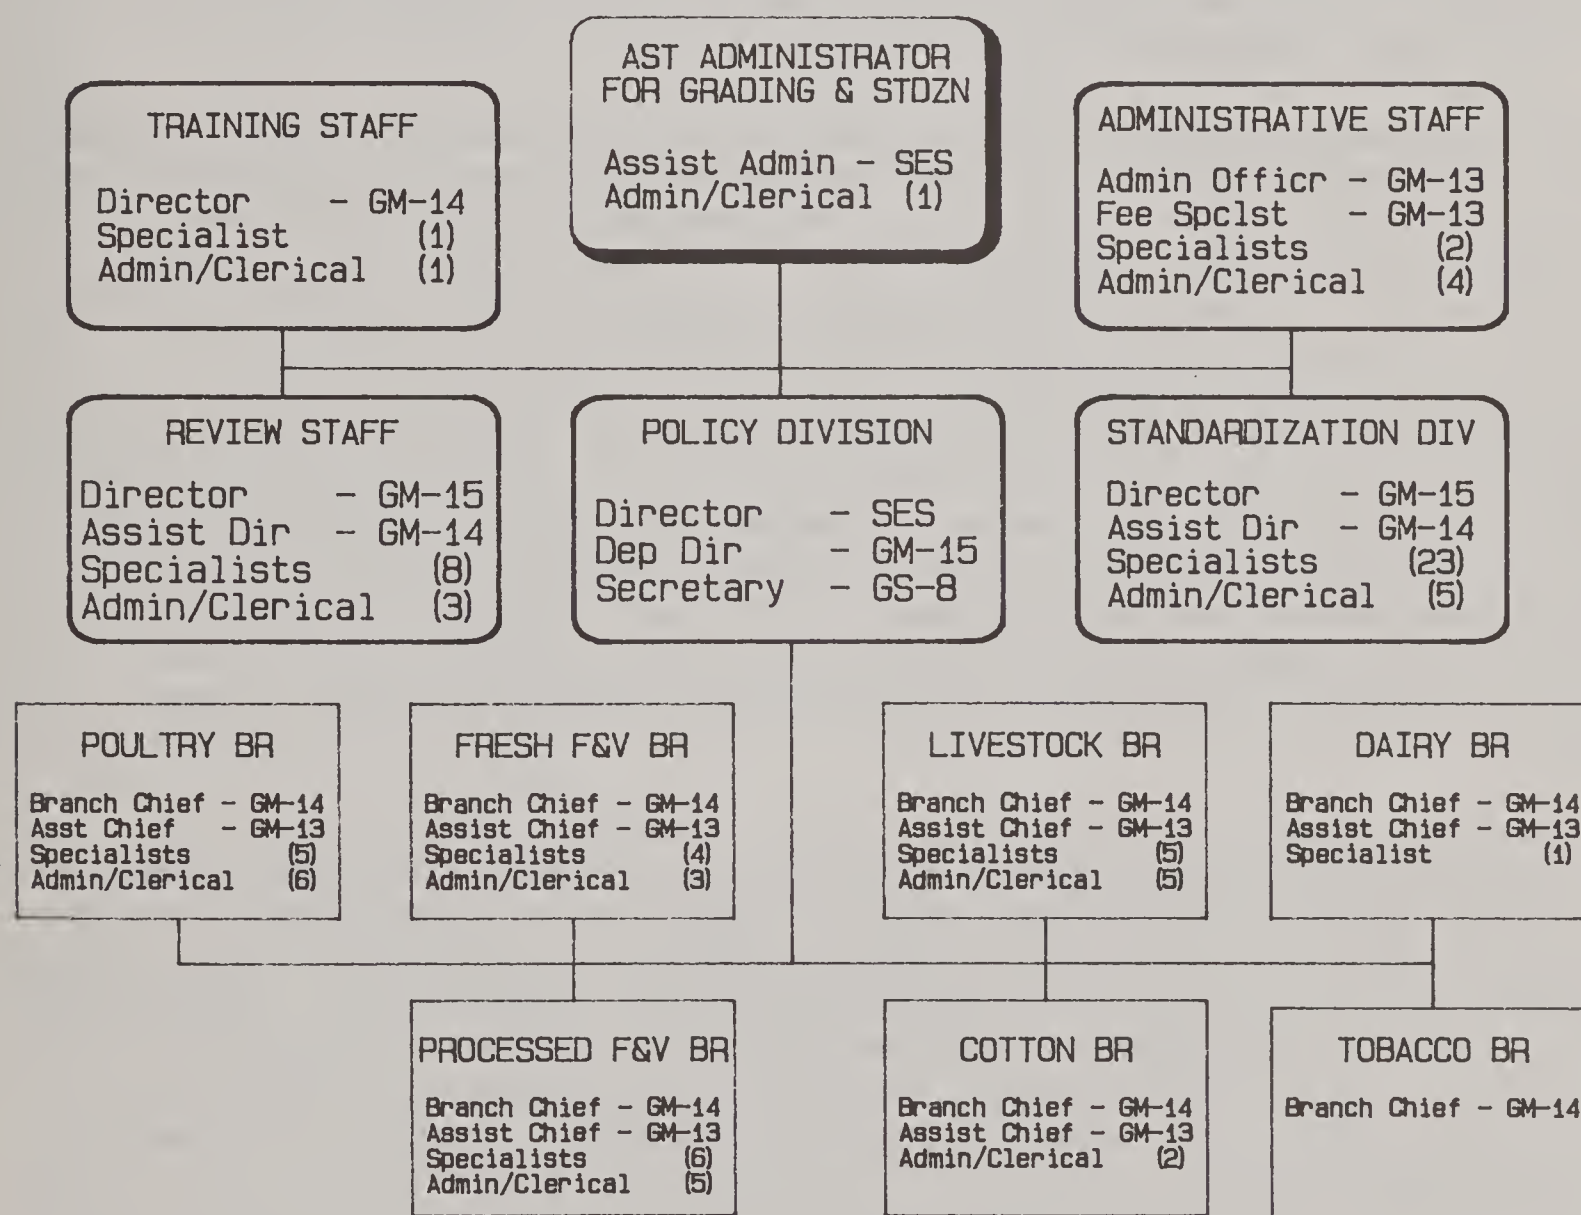 AST ADMINISTRATOR
FOR GRADING & STDZN
Assist Admin - SES
Admin/Clerical (1)
TRAINING STAFF
Director - GM-14
Specialist (1)
Admin/Clerical (1)
ADMINISTRATIVE STAFF
Admin Officr - GM-13
Fee Spclst - GM-13
Specialists (2)
Admin/Clerical (4)
REVIEW STAFF
Director - GM-15
Assist Dir - GM-14
Specialists (8)
Admin/Clerical (3)
POLICY DIVISION
Director - SES
Dep Dir - GM-15
Secretary - GS-8
STANDARDIZATION DIV
Director - GM-15
Assist Dir - GM-14
Specialists (23)
Admin/Clerical (5)
POULTRY BR
Branch Chief - GM-14
Asst Chief - GM-13
Specialists (5)
Admin/Clerical (6)
FRESH F&V BR
Branch Chief - GM-14
Assist Chief - GM-13
Specialists (4)
Admin/Clerical (3)
LIVESTOCK BR
Branch Chief - GM-14
Assist Chief - GM-13
Specialists (5)
Admin/Clerical (5)
DAIRY BR
Branch Chief - GM-14
Assist Chief - GM-13
Specialist (1)
PROCESSED F&V BR
Branch Chief - GM-14
Assist Chief - GM-13
Specialists (6)
Admin/Clerical (5)
COTTON BR
Branch Chief - GM-14
Assist Chief - GM-13
Admin/Clerical (2)
TOBACCO BR
Branch Chief - GM-14